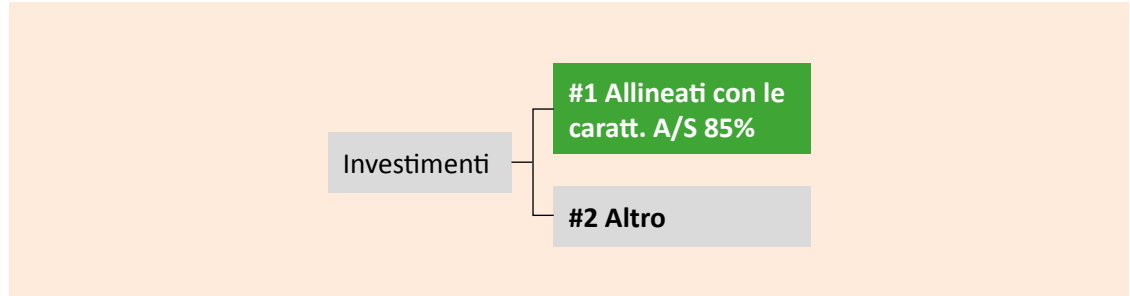 #1 Allineati con le
caratt. A/S 85%
Investimenti
#2 Altro